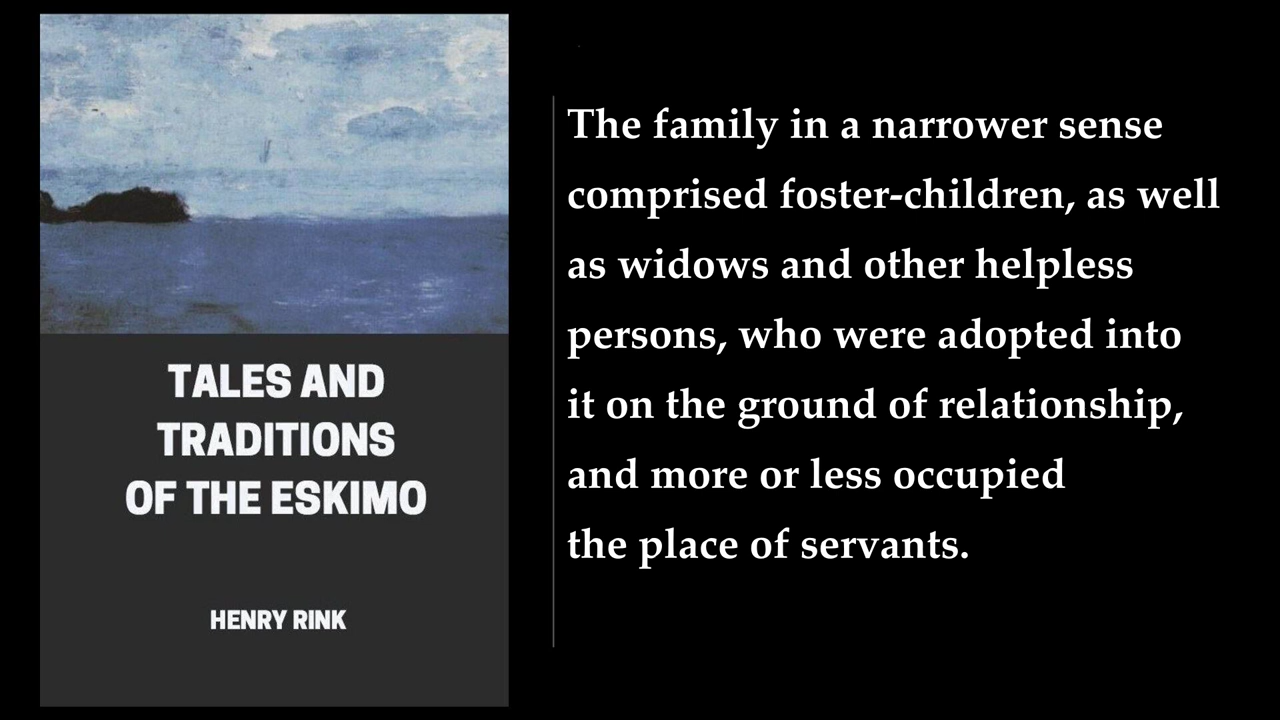 TALES AND
TRADITIONS
OF THE ESKIMO
HENRY RINK
The family in a narrower sense
comprised foster-children, as well
as widows and other helpless
persons, who were adopted into
it on the ground of relationship,
and more or less occupied
the place of servants.